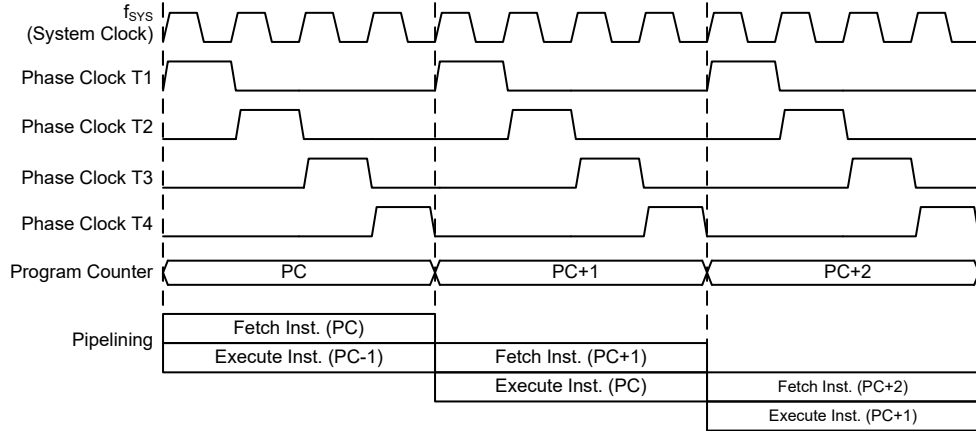 fSYS
(System Clock)
Phase Clock T1
Phase Clock T2
Phase Clock T3
Phase Clock T4
Program Counter PC PC+1 PC+2
Pipelining
Fetch Inst. (PC)
Execute Inst. (PC-1) Fetch Inst. (PC+1)
Execute Inst. (PC) Fetch Inst. (PC+2)
Execute Inst. (PC+1)